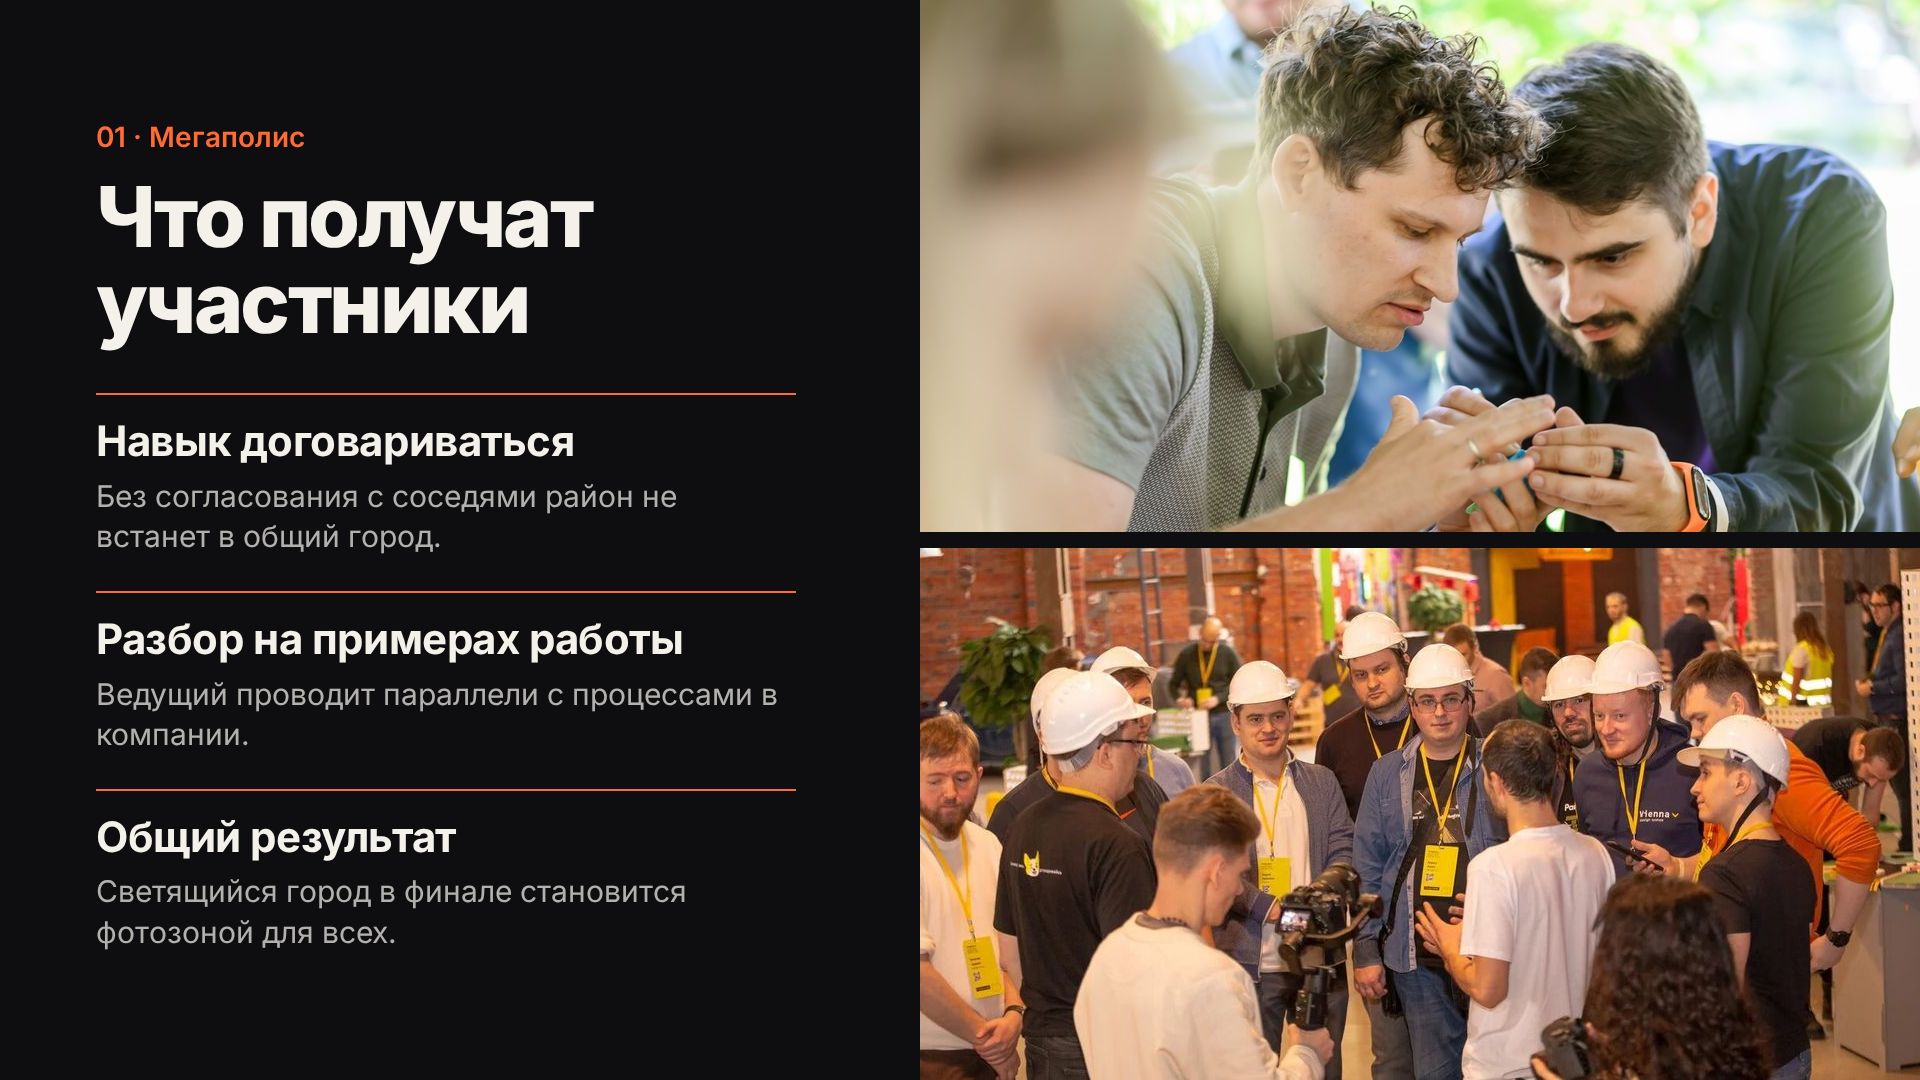 01 · Мегаполис
Что получат
участники
Навык договариваться
Без согласования с соседями район не
встанет в общий город.
Разбор на примерах работы
Ведущий проводит параллели с процессами в
компании.
Общий результат
Светящийся город в финале становится
фотозоной для всех.
Vienna